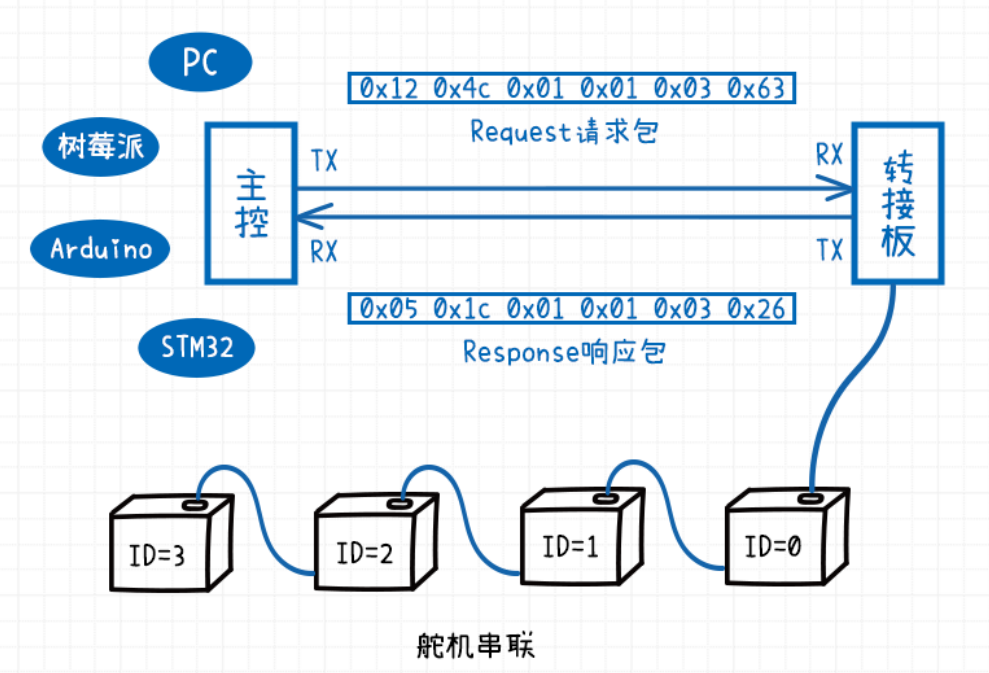 PC
0x12 0x4c 0x01 0x01 0x03 0x63
Request请求包
树莓派
主控
TX
RX
转接板
Arduino
RX
TX
0x05 0x1c 0x01 0x01 0x03 0x26
Response响应包
STM32
ID=3
ID=2
ID=1
ID=0
舵机串联